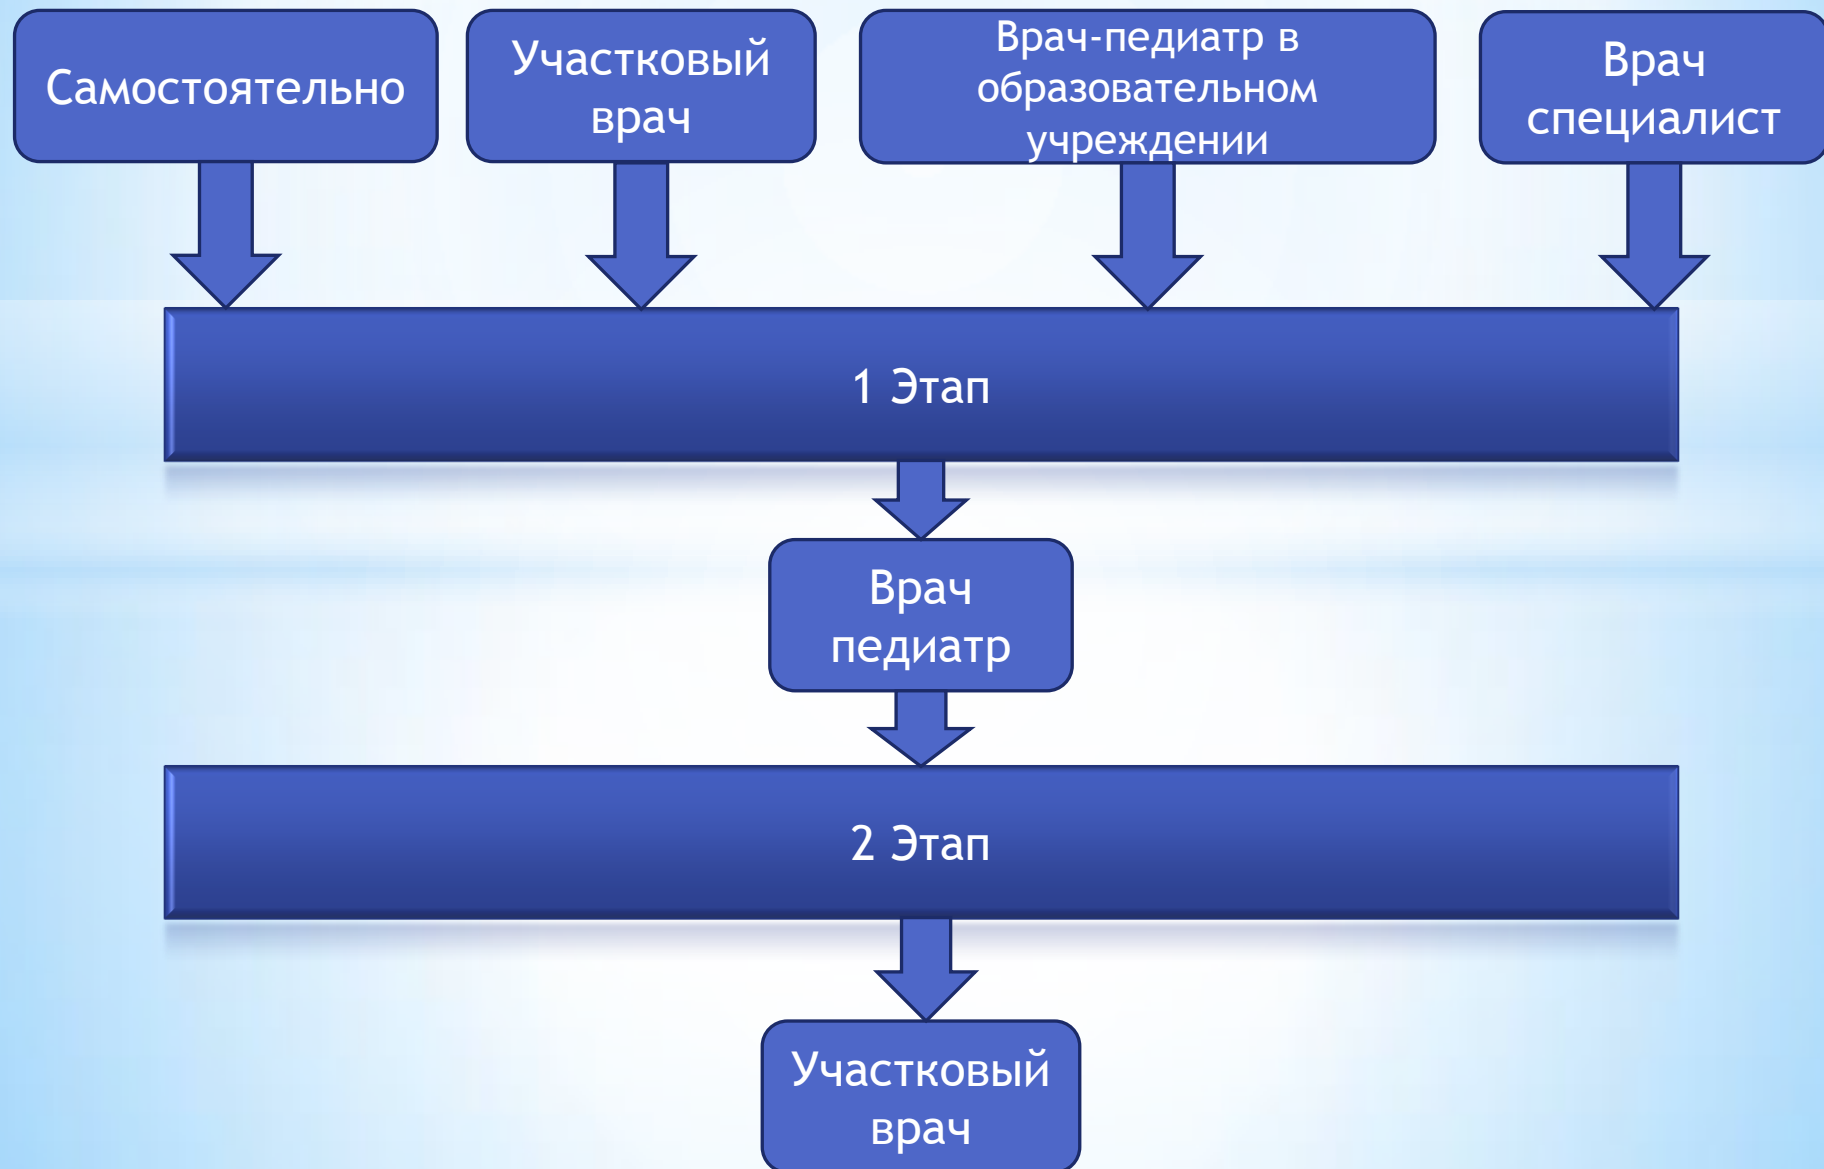 Самостоятельно
Участковый
врач
Врач-педиатр в
образовательном
учреждении
Врач
специалист
1 Этап
Врач
педиатр
2 Этап
Участковый
врач